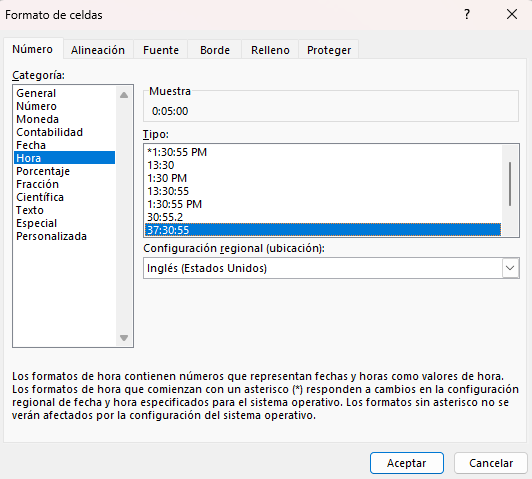 Formato de celdas
?
Número Alineación Fuente Borde Relleno Proteger
Categoría:
General
Número
Moneda
Contabilidad
Fecha
Hora
Porcentaje
Fracción
Científica
Texto
Especial
Personalizada
Muestra
0:05:00
Tipo:
*1:30:55 PM
13:30
1:30 PM
13:30:55
1:30:55 PM
30:55.2
37:30:55
Configuración regional (ubicación):
Inglés (Estados Unidos)
Los formatos de hora contienen números que representan fechas y horas como valores de hora.
Los formatos de hora que comienzan con un asterisco (*) responden a cambios en la configuración
regional de fecha y hora especificados para el sistema operativo. Los formatos sin asterisco no se
verán afectados por la configuración del sistema operativo.
Aceptar Cancelar